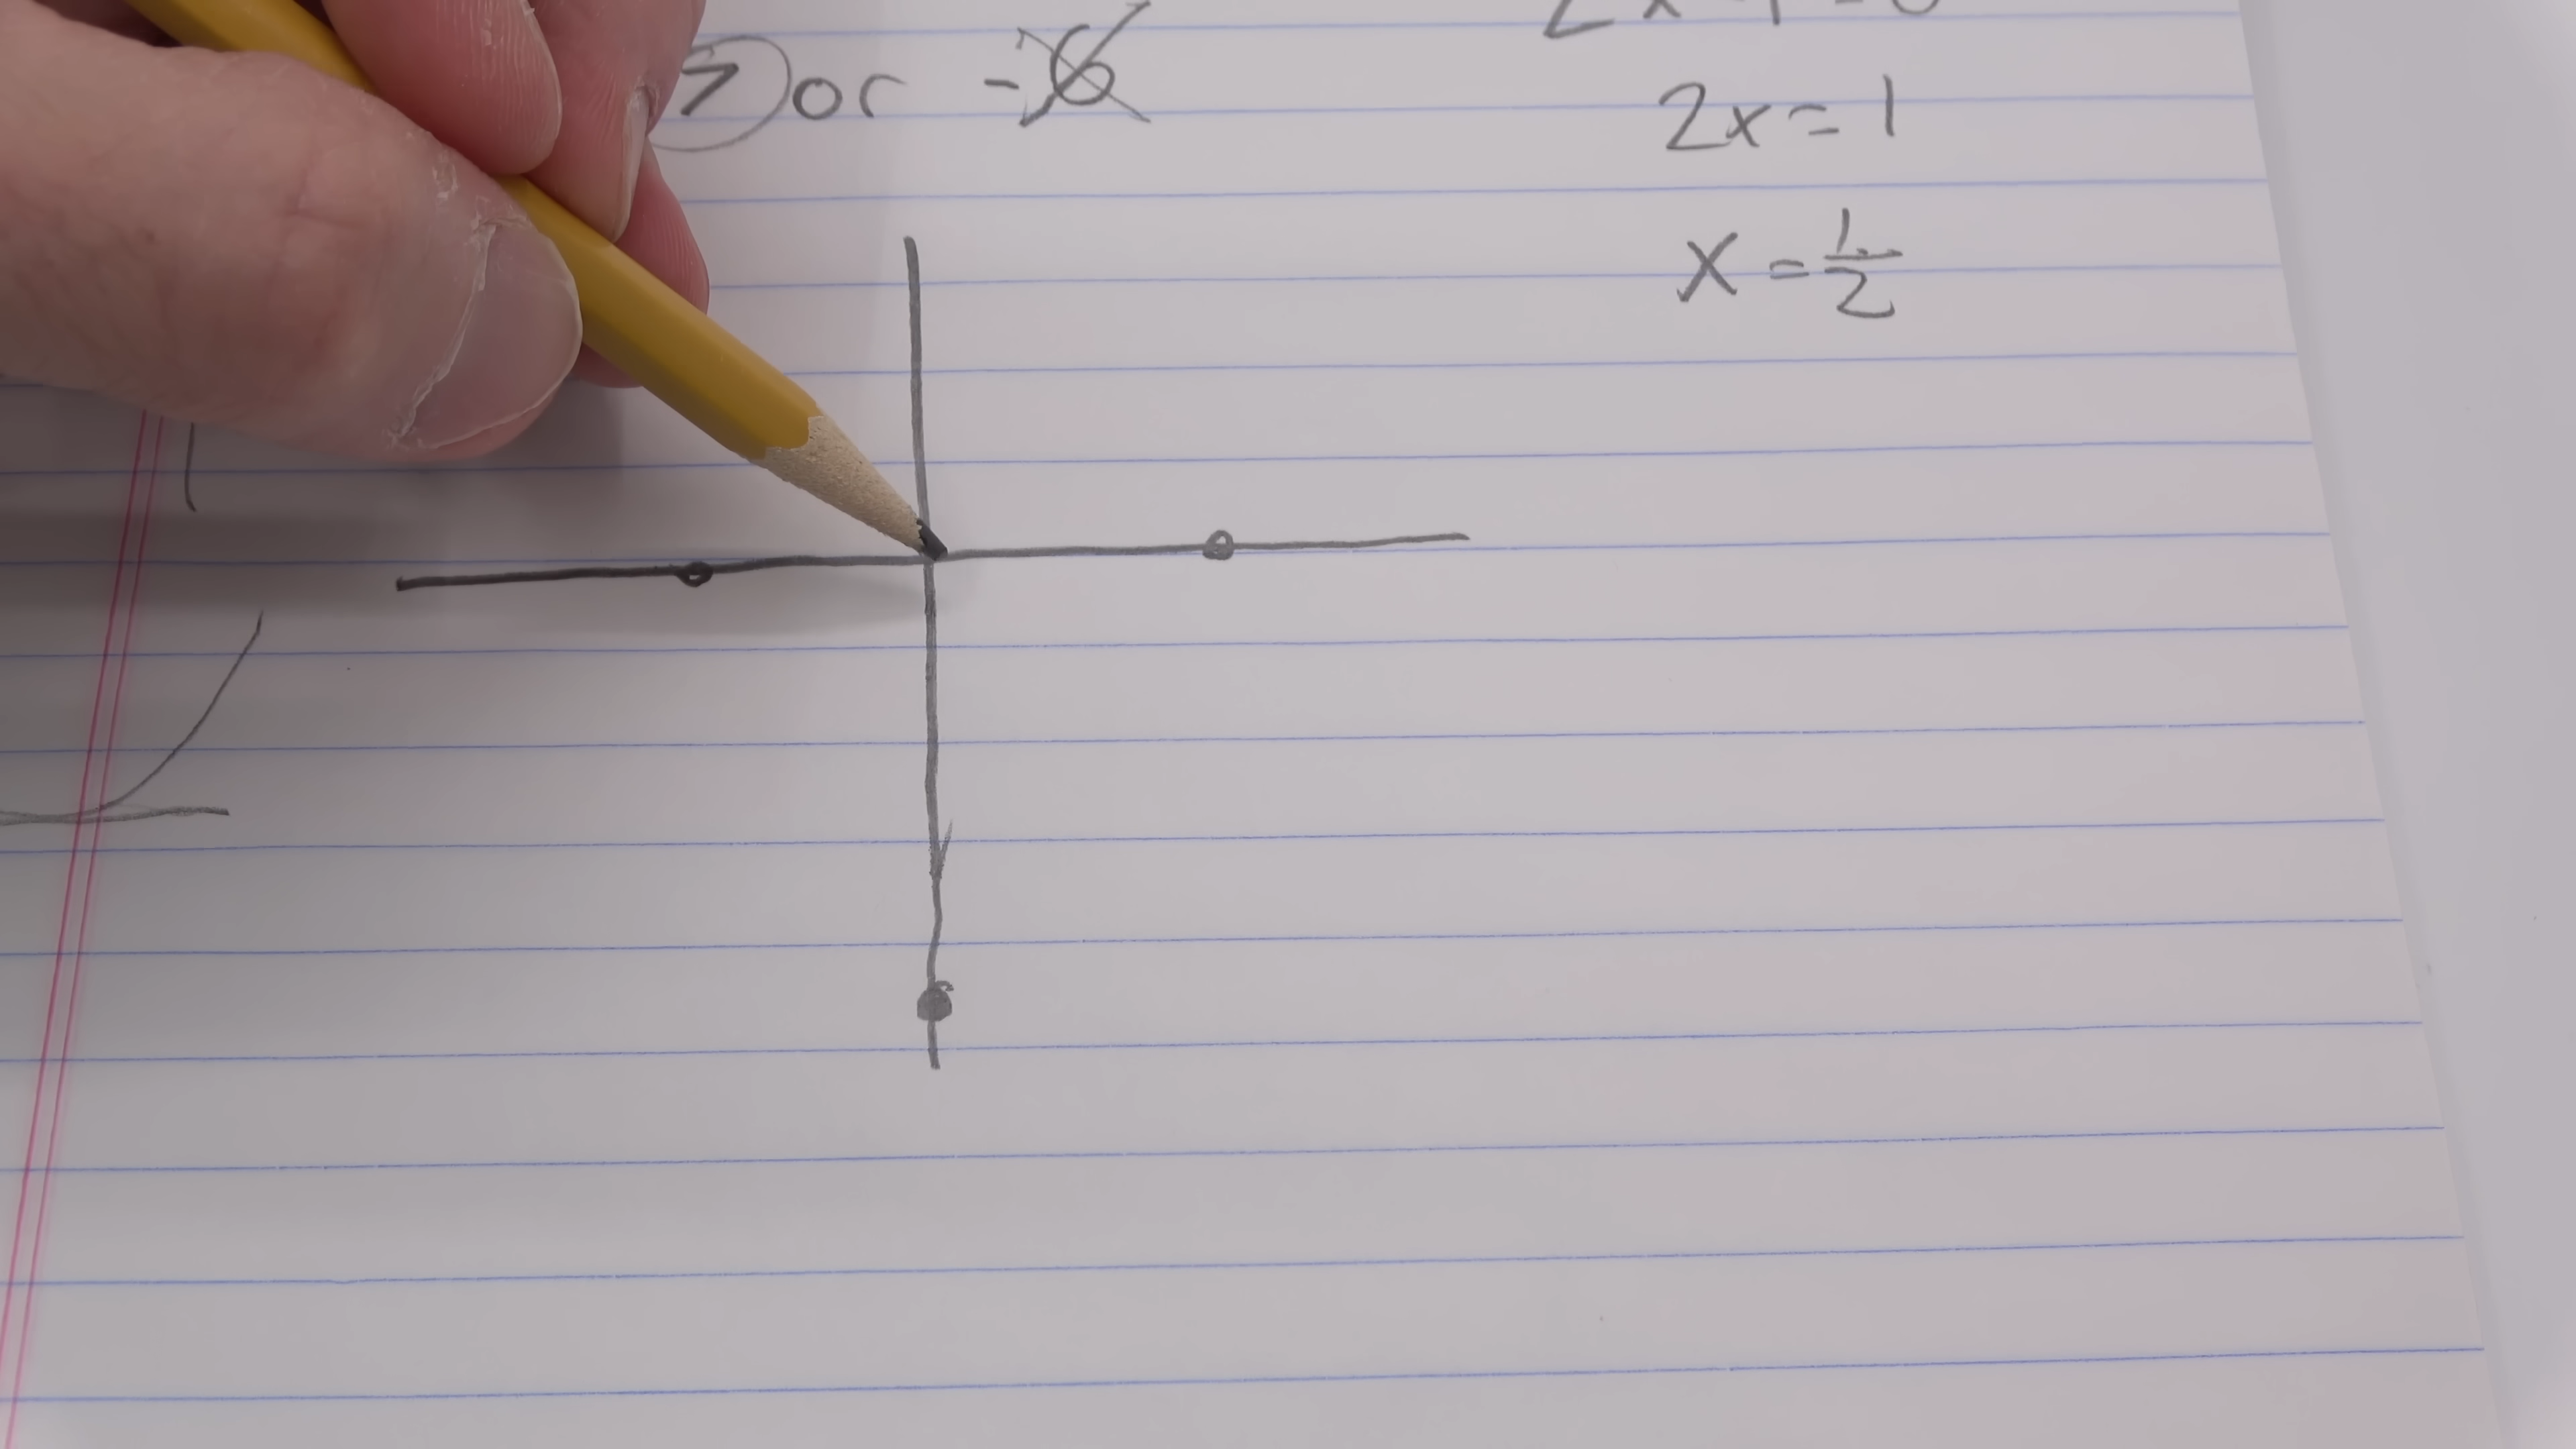 7 or -6
2x = 1
x = 1/2